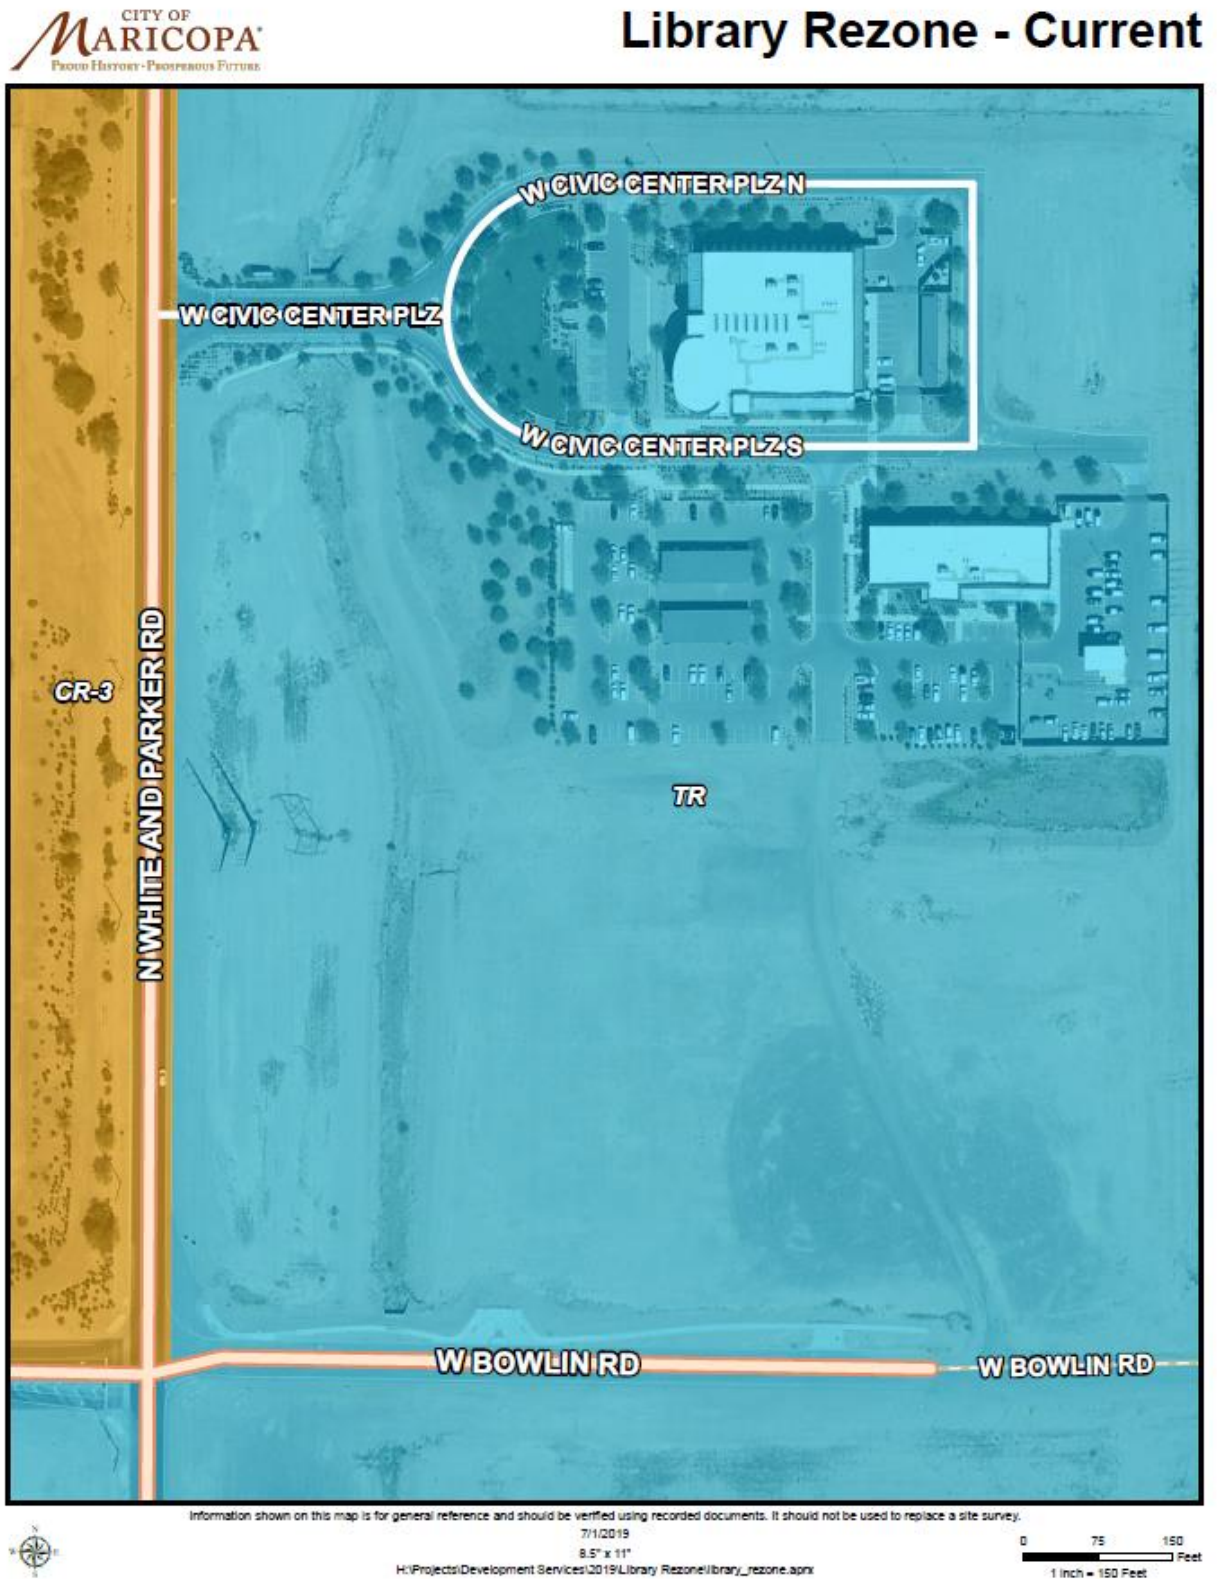 CITY OF
MARICOPA
PROUD HISTORY • PROSPEROUS FUTURE
Library Rezone - Current
W CIVIC CENTER PLZ N
W CIVIC CENTER PLZ
W CIVIC CENTER PLZ S
CR-3
N WHITE AND PARKER RD
TR
W BOWLIN RD
W BOWLIN RD
Information shown on this map is for general reference and should be verified using recorded documents. It should not be used to replace a site survey.
7/1/2019
8.5" x 11"
H:\Projects\Development Services\2019\Library Rezone\library_rezone.aprx
N
W
E
S
0 75 150
Feet
1 inch = 150 Feet